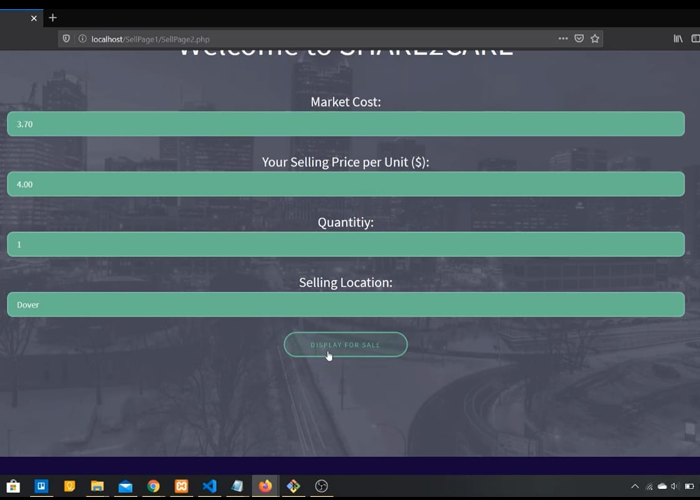 localhost/SellPage1/SellPage2.php
Welcome to SHARE2CARE
Market Cost:
3.70
Your Selling Price per Unit ($):
4.00
Quantitiy:
1
Selling Location:
Dover
DISPLAY FOR SALE